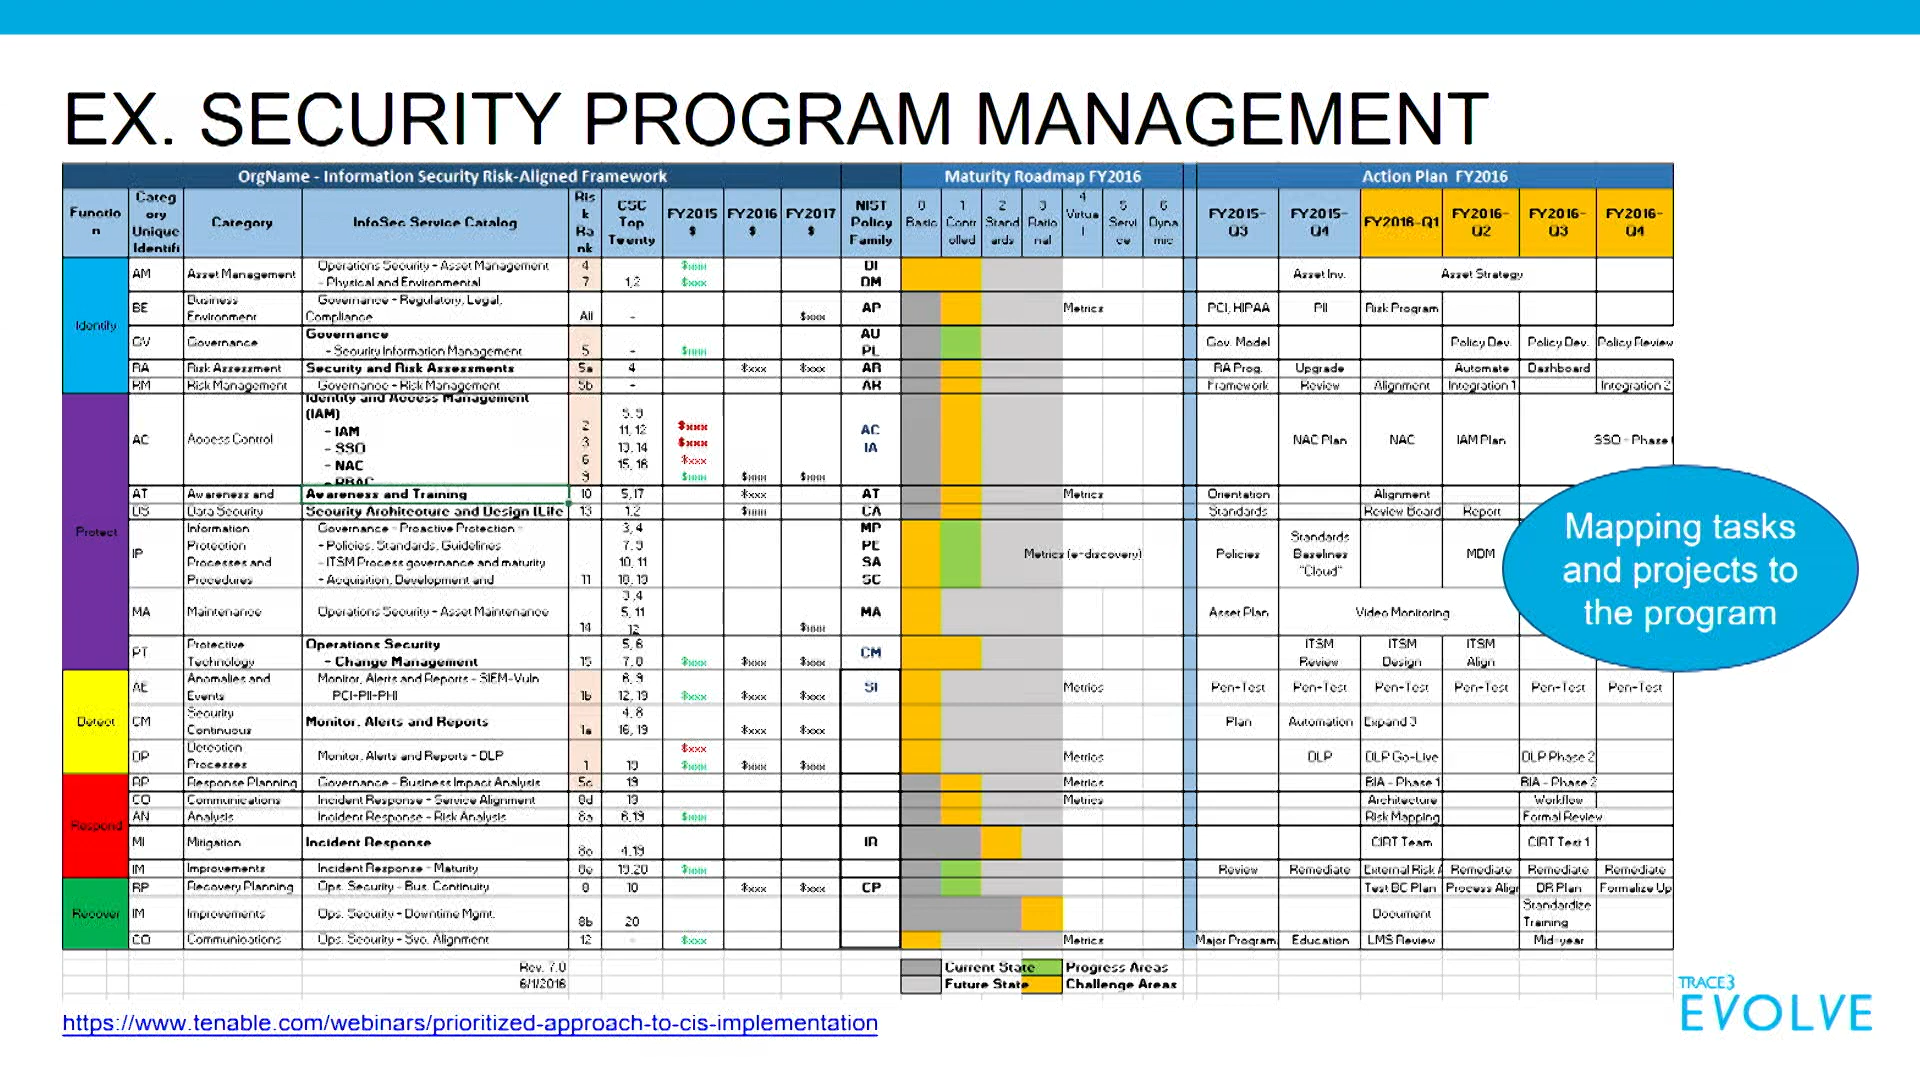 EX. SECURITY PROGRAM MANAGEMENT
OrgName - Information Security Risk-Aligned Framework
Maturity Roadmap FY2016
Action Plan FY2016
Functio n
Categ ory Unique Identifi
Category
InfoSec Service Catalog
Ris k Ra nk
CSC Top Twenty
FY2015 $
FY2016 $
FY2017 $
NIST Policy Family
0 Basic
1 Contr olled
2 Stand ards
3 Ratio nal
4 Virtua l
5 Servi ce
6 Dyna mic
FY2015-Q3
FY2015-Q4
FY2016-Q1
FY2016-Q2
FY2016-Q3
FY2016-Q4
Identify
AM Asset Management Operations Security - Asset Management 4 $xxx DI
- Physical and Environmental 7 1,2 $xxx DM Asset Inv. Asset Strategy
BE Business Environment Governance - Regulatory, Legal, Compliance All - $xxx AP Metrics PCI, HIPAA PII Risk Program
GV Governance Governance AU
- Security Information Management 5 - $xxx PL Gov. Model Policy Dev. Policy Dev. Policy Review
RA Risk Assessment Security and Risk Assessments 5a 4 $xxx $xxx AR RA Prog. Upgrade Automate Dashboard
RM Risk Management Governance - Risk Management 5b - AR Framework Review Alignment Integration 1 Integration 2
Protect
AC Access Control Identity and Access Management (IAM) 5, 9
- IAM 2 11, 12 $xxx AC
- SSO 3 13, 14 $xxx IA NAC Plan NAC IAM Plan SSO - Phase
- NAC 6 15, 16 $xxx
- RBAC 9 $xxx $xxx $xxx
AT Awareness and Awareness and Training 10 5,17 $xxx AT Metrics Orientation Alignment
DS Data Security Security Architecture and Design (Life 13 1,2 $xxx CA Standards Review Board Report
IP Information Protection Processes and Procedures
Governance - Proactive Protection - 3, 4 MP
- Policies, Standards, Guidelines 7, 9 PE
- ITSM Process governance and maturity 10, 11 SA
- Acquisition, Development and 11 18, 19 SC
Metrics (e-discovery) Policies Standards Baselines "Cloud" MDM
MA Maintenance Operations Security - Asset Maintenance 14 3,4 5, 11 12 $xxx MA Asset Plan Video Monitoring
PT Protective Technology Operations Security 5, 6
- Change Management 15 $xxx $xxx $xxx CM ITSM Review ITSM Design ITSM Align
Detect
AE Anomalies and Events Monitor, Alerts and Reports - SIEM-Vuln 6, 9
PCI-PII-PHI 1b 12, 19 $xxx $xxx $xxx SI Metrics Pen-Test Pen-Test Pen-Test Pen-Test Pen-Test Pen-Test
CM Security Continuous Monitor, Alerts and Reports 1a 4, 8 16, 19 $xxx $xxx Plan Automation Expand 3
DP Detection Processes Monitor, Alerts and Reports - DLP 1 19 $xxx $xxx $xxx $xxx Metrics DLP DLP Go-Live DLP Phase 2
Respond
RP Response Planning Governance - Business Impact Analysis 5c 19 Metrics BIA - Phase 1 BIA - Phase 2
CO Communications Incident Response - Service Alignment 8d 19 Metrics Architecture Workflow
AN Analysis Incident Response - Risk Analysis 8a 6,19 $xxx Risk Mapping Formal Review
MI Mitigation Incident Response 8c 4,19 IR CIRT Team CIRT Test 1
IM Improvements Incident Response - Maturity 8e 19,20 $xxx Review Remediate External Risk A Remediate Remediate Remediate
Recover
RP Recovery Planning Ops. Security - Bus. Continuity 8 10 $xxx $xxx CP Test BC Plan Process Align DR Plan Formalize Up
IM Improvements Ops. Security - Downtime Mgmt. 8b 20 Document Standardize Training
CO Communications Ops. Security - Svc. Alignment 12 - $xxx Metrics Major Program Education LMS Review Mid-year
Mapping tasks
and projects to
the program
Rev. 7.0
6/1/2016
Current State Progress Areas
Future State Challenge Areas
https://www.tenable.com/webinars/prioritized-approach-to-cis-implementation
TRACE3
EVOLVE